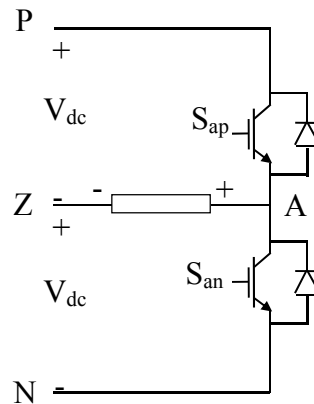 P
+
V_dc
S_ap
Z - - + A
+
S_an
V_dc
N -